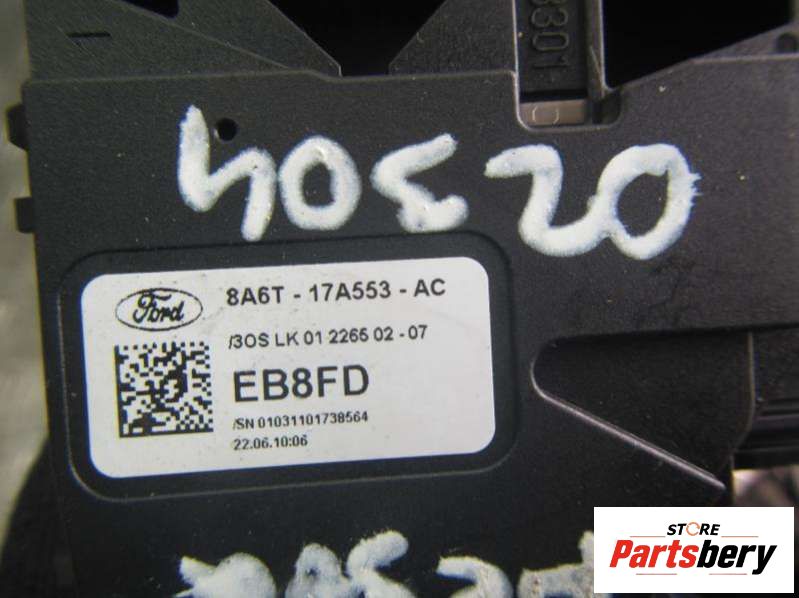 02304
Ford
8A6T - 17A553 - AC
/3OS LK 01 2265 02 - 07
EB8FD
/SN 01031101738564
22.06.10:06
STORE
Partsbery